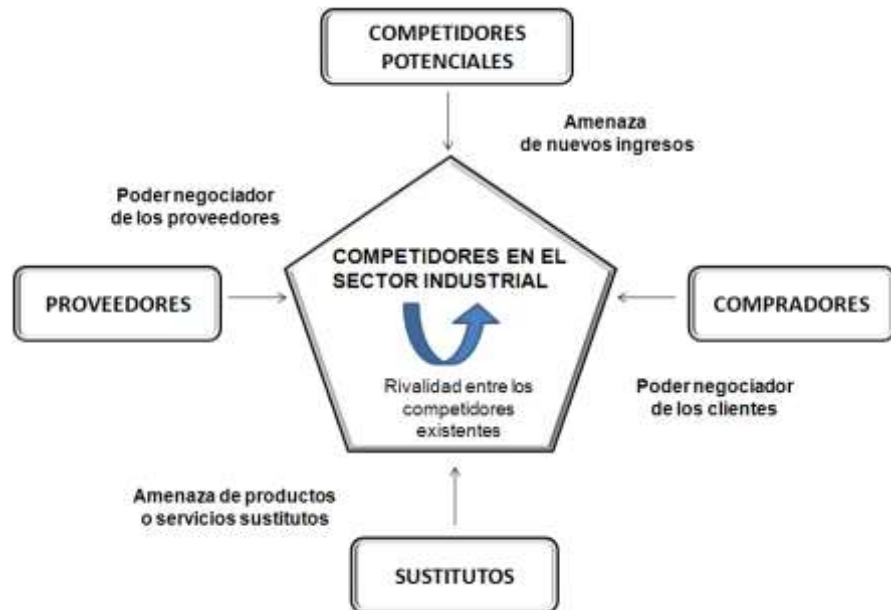 COMPETIDORES
POTENCIALES
Amenaza
de nuevos ingresos
Poder negociador
de los proveedores
COMPETIDORES EN EL
SECTOR INDUSTRIAL
PROVEEDORES
COMPRADORES
Rivalidad entre los
competidores
existentes
Poder negociador
de los clientes
Amenaza de productos
o servicios sustitutos
SUSTITUTOS